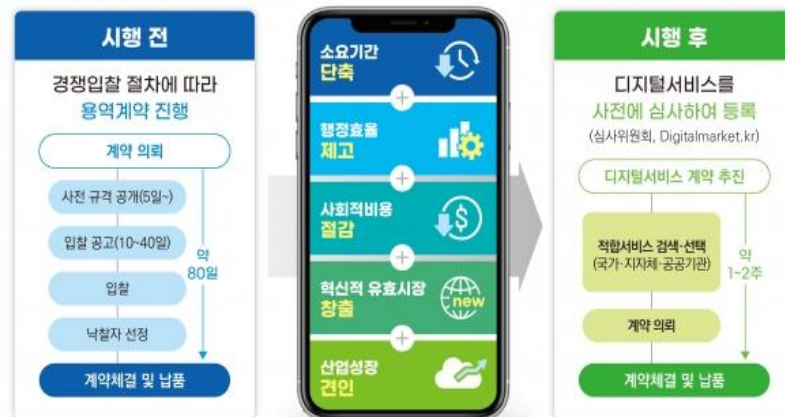 시행 전
경쟁입찰 절차에 따라
용역계약 진행
계약 의뢰
사전 규격 공개(5일~)
입찰 공고(10~40일)
입찰
낙찰자 선정
약
80일
계약체결 및 납품
소요기간
단축
행정효율
제고
사회적비용
절감
$
혁신적 유효시장
창출
new
산업성장
견인
시행 후
디지털서비스를
사전에 심사하여 등록
(심사위원회, Digitalmarket.kr)
디지털서비스 계약 추진
적합서비스 검색·선택
(국가·지자체·공공기관)
계약 의뢰
약
1~2주
계약체결 및 납품